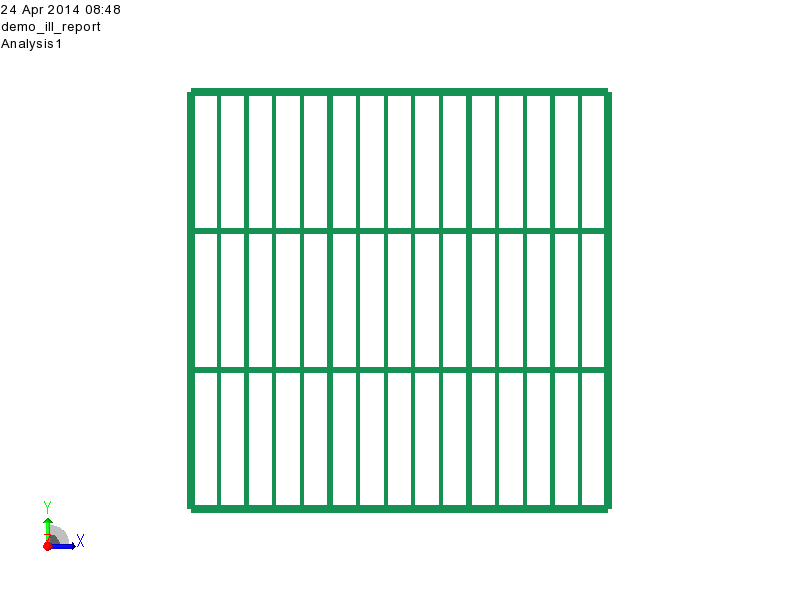 24 Apr 2014 08:48
demo_ill_report
Analysis1
Y
X